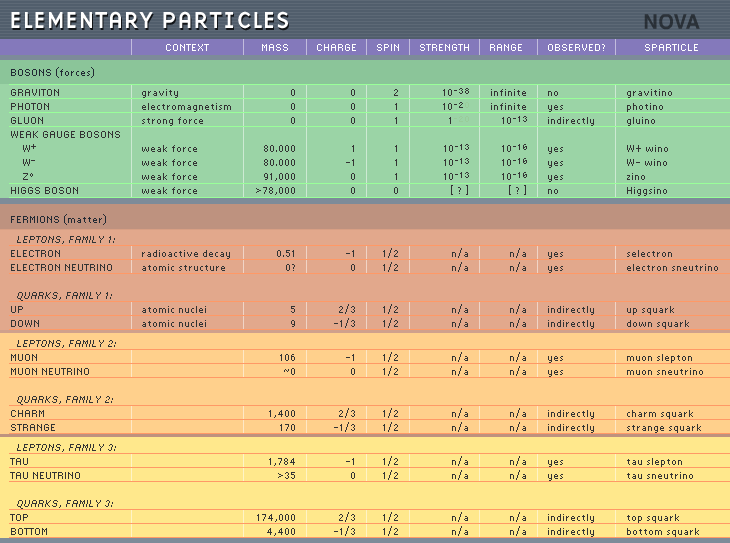 ELEMENTARY PARTICLES NOVA
CONTEXT MASS CHARGE SPIN STRENGTH RANGE OBSERVED? SPARTICLE
BOSONS (forces)
GRAVITON gravity 0 0 2 10⁻³⁸ infinite no gravitino
PHOTON electromagnetism 0 0 1 10⁻² infinite yes photino
GLUON strong force 0 0 1 1 10⁻¹³ indirectly gluino
WEAK GAUGE BOSONS
W⁺ weak force 80.000 1 1 10⁻¹³ 10⁻¹⁶ yes W+ wino
W⁻ weak force 80.000 -1 1 10⁻¹³ 10⁻¹⁶ yes W- wino
Z° weak force 91,000 0 1 10⁻¹³ 10⁻¹⁶ yes zino
HIGGS BOSON weak force >78,000 0 0 [ ? ] [ ? ] no Higgsino
FERMIONS (matter)
LEPTONS, FAMILY 1:
ELECTRON radioactive decay 0.51 -1 1/2 n/a n/a yes selectron
ELECTRON NEUTRINO atomic structure 0? 0 1/2 n/a n/a yes electron sneutrino
QUARKS, FAMILY 1:
UP atomic nuclei 5 2/3 1/2 n/a n/a indirectly up squark
DOWN atomic nuclei 9 -1/3 1/2 n/a n/a indirectly down squark
LEPTONS, FAMILY 2:
MUON 106 -1 1/2 n/a n/a yes muon slepton
MUON NEUTRINO ~0 0 1/2 n/a n/a yes muon sneutrino
QUARKS, FAMILY 2:
CHARM 1,400 2/3 1/2 n/a n/a indirectly charm squark
STRANGE 170 -1/3 1/2 n/a n/a indirectly strange squark
LEPTONS, FAMILY 3:
TAU 1,784 -1 1/2 n/a n/a yes tau slepton
TAU NEUTRINO >35 0 1/2 n/a n/a yes tau sneutrino
QUARKS, FAMILY 3:
TOP 174,000 2/3 1/2 n/a n/a indirectly top squark
BOTTOM 4,400 -1/3 1/2 n/a n/a indirectly bottom squark